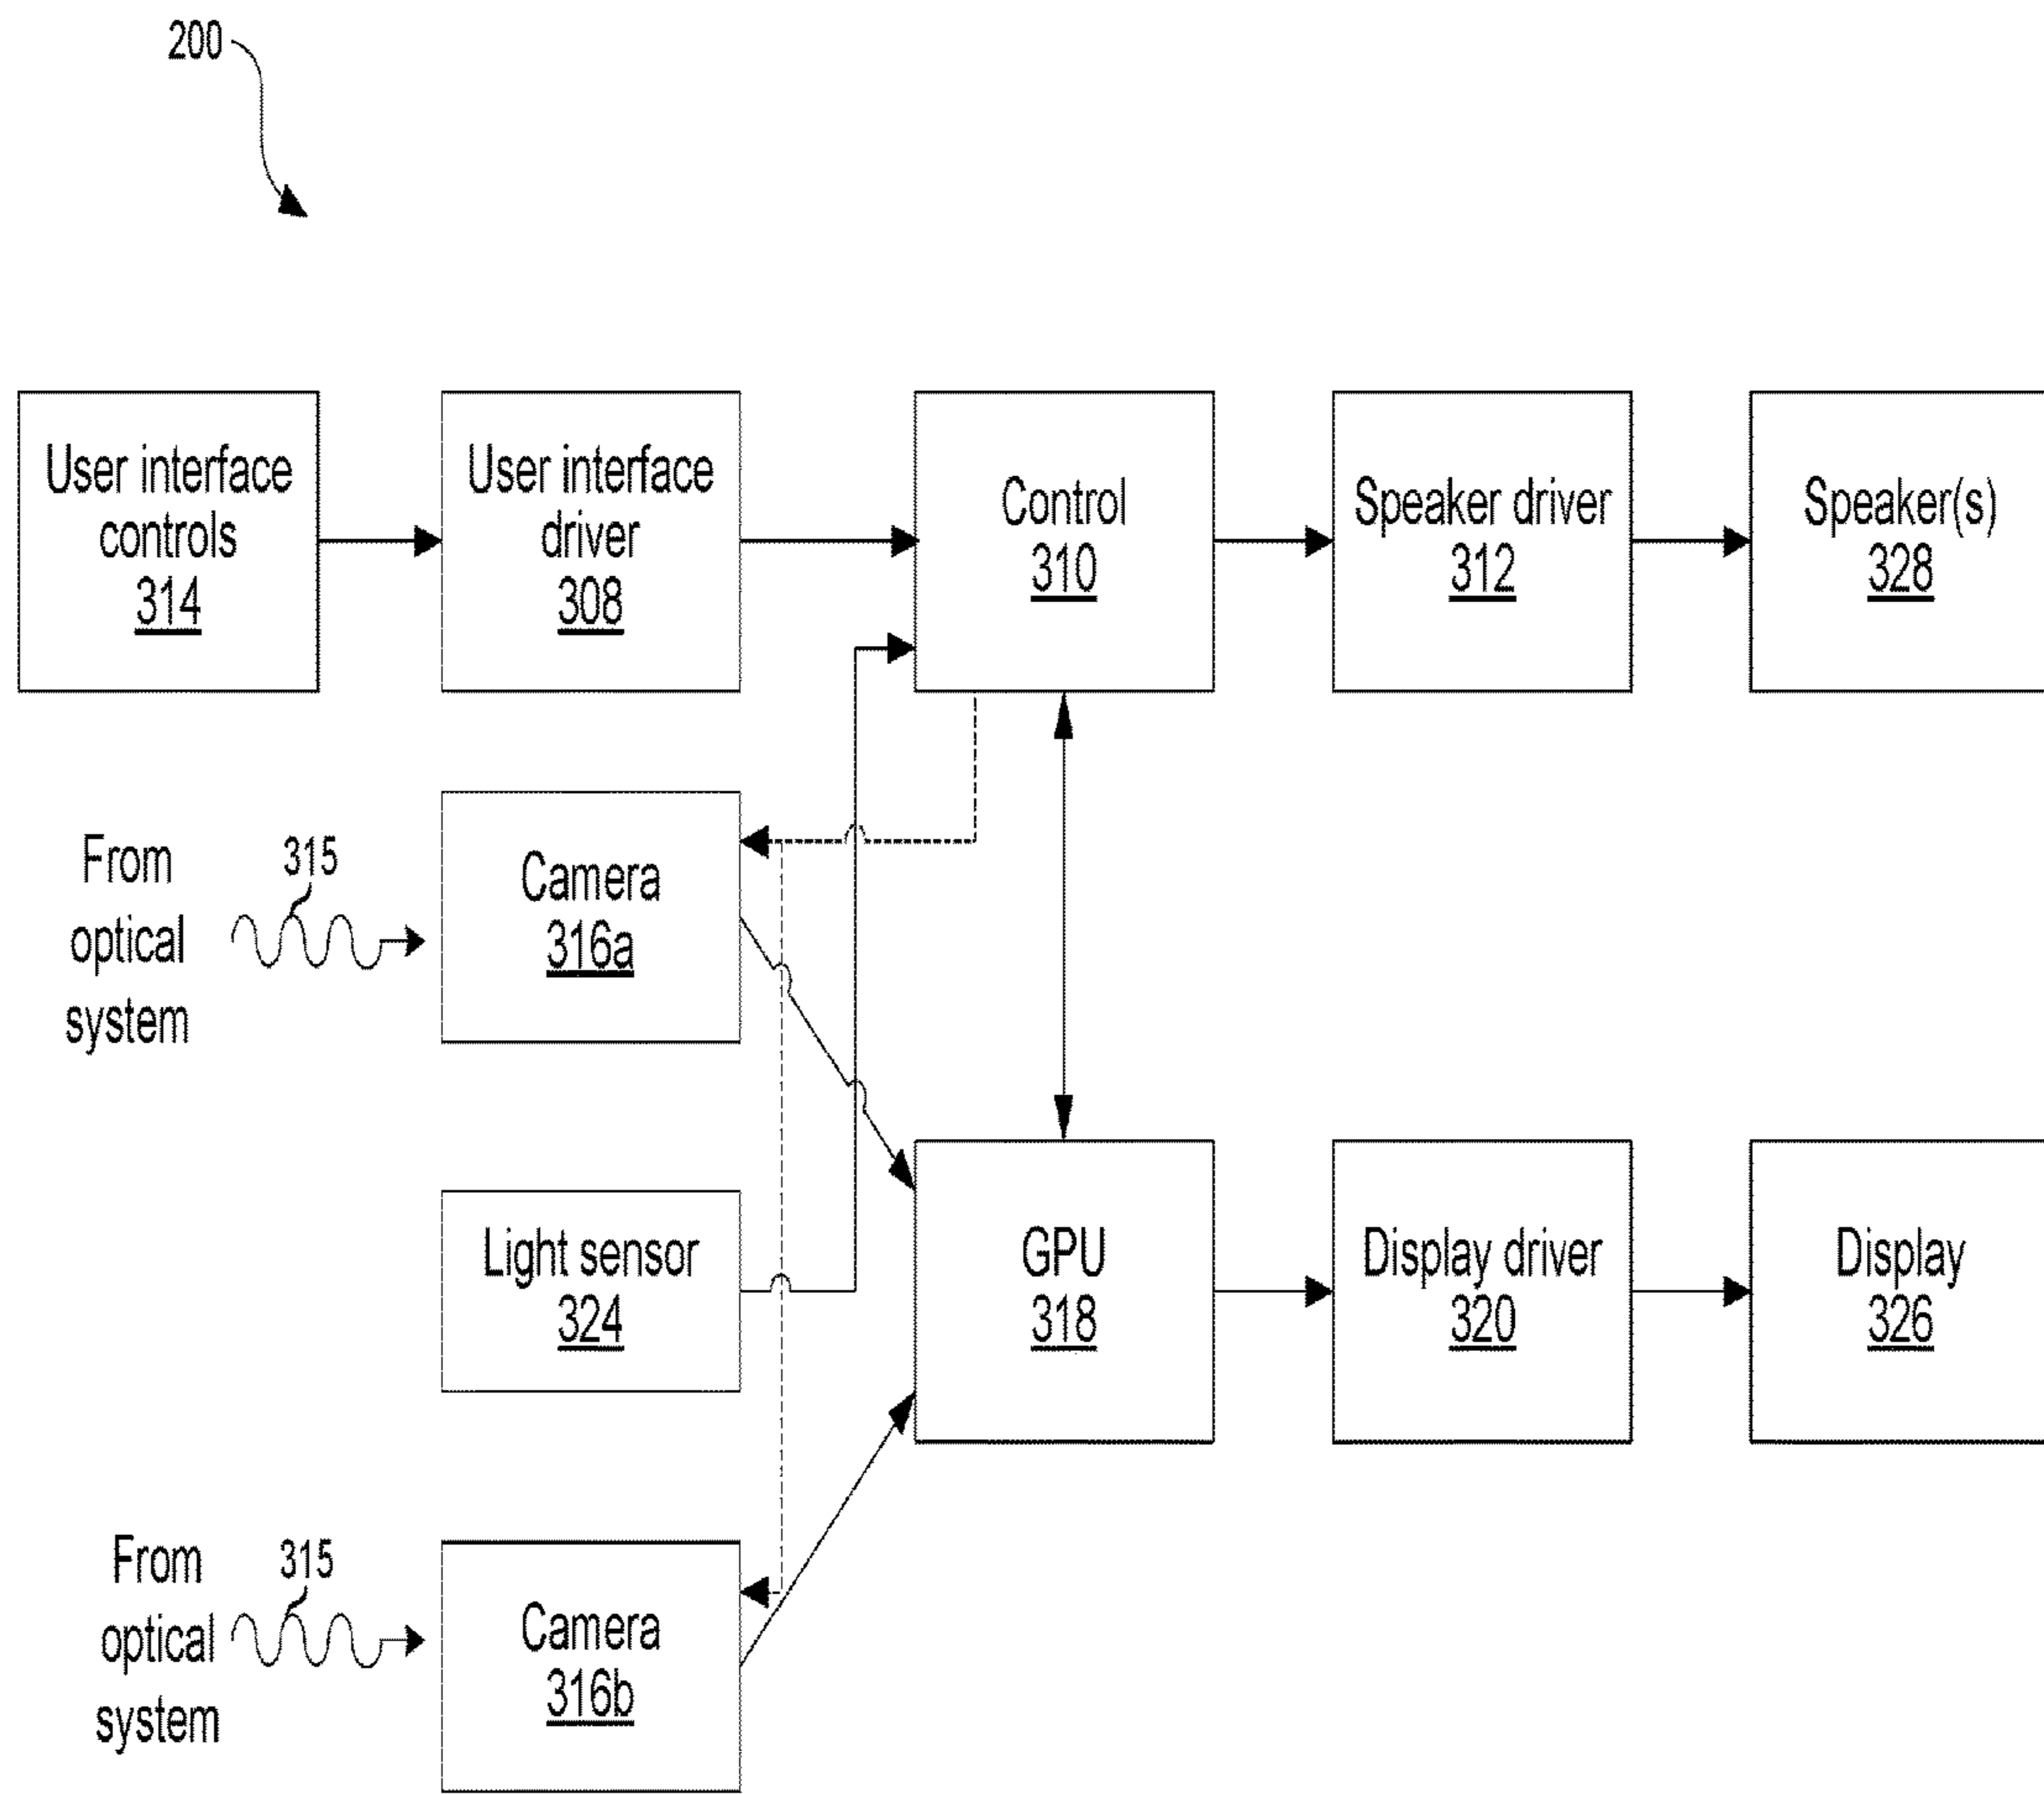 200
User interface
controls
314
User interface
driver
308
Control
310
Speaker driver
312
Speaker(s)
328
From
optical
system
315
Camera
316a
Light sensor
324
GPU
318
Display driver
320
Display
326
From
optical
system
315
Camera
316b